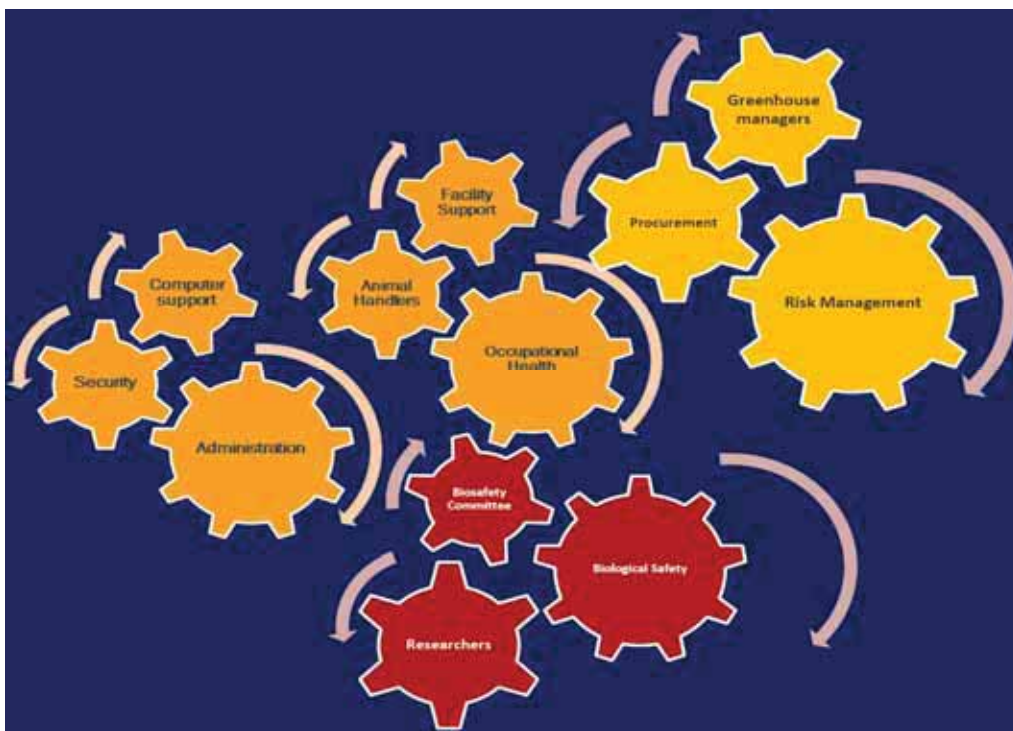 Greenhouse
managers
Facility
Support
Procurement
Computer
support
Animal
Handlers
Risk Management
Occupational
Health
Security
Administration
Biosafety
Committee
Biological Safety
Researchers